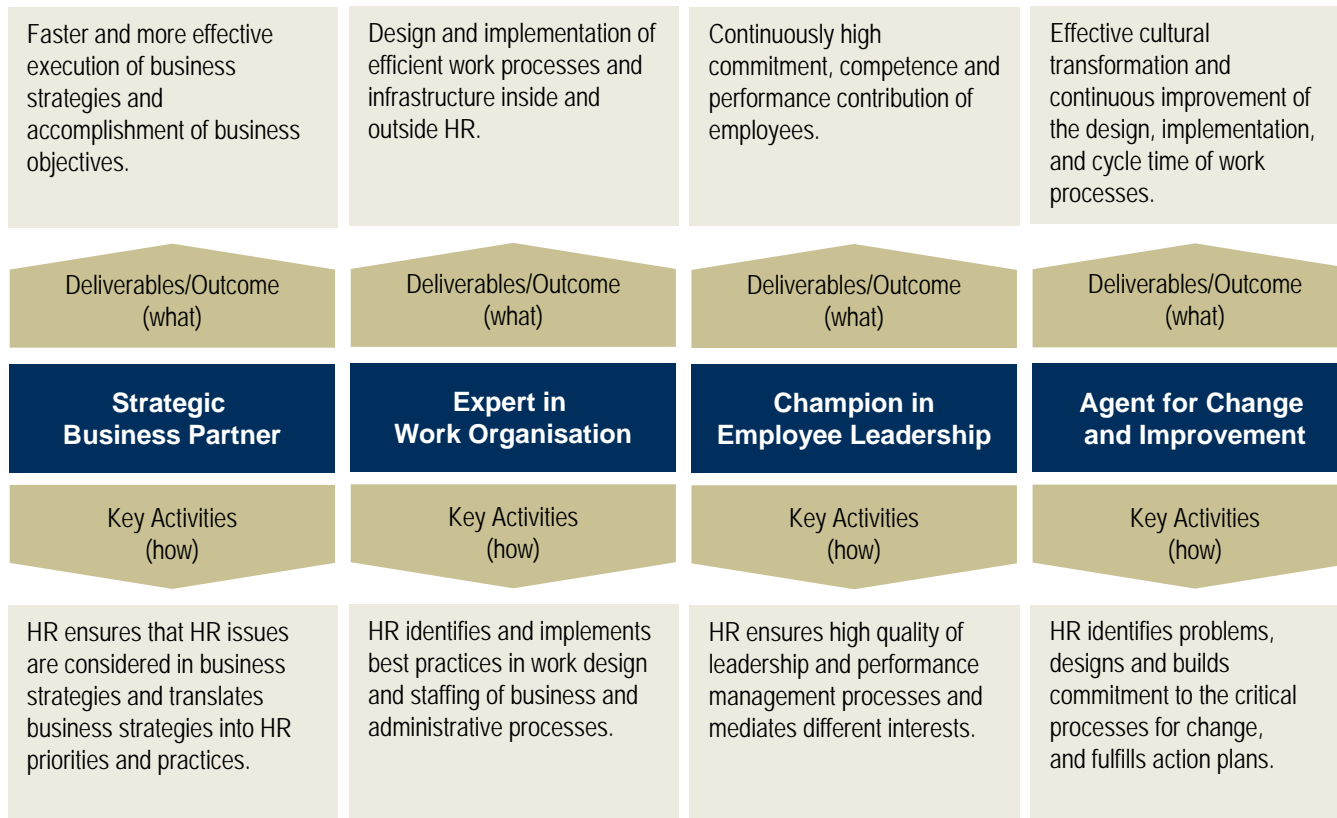 Faster and more effective
execution of business
strategies and
accomplishment of business
objectives.
Design and implementation of
efficient work processes and
infrastructure inside and
outside HR.
Continuously high
commitment, competence and
performance contribution of
employees.
Effective cultural
transformation and
continuous improvement of
the design, implementation,
and cycle time of work
processes.
Deliverables/Outcome
(what)
Deliverables/Outcome
(what)
Deliverables/Outcome
(what)
Deliverables/Outcome
(what)
Strategic
Business Partner
Expert in
Work Organisation
Champion in
Employee Leadership
Agent for Change
and Improvement
Key Activities
(how)
Key Activities
(how)
Key Activities
(how)
Key Activities
(how)
HR ensures that HR issues
are considered in business
strategies and translates
business strategies into HR
priorities and practices.
HR identifies and implements
best practices in work design
and staffing of business and
administrative processes.
HR ensures high quality of
leadership and performance
management processes and
mediates different interests.
HR identifies problems,
designs and builds
commitment to the critical
processes for change,
and fulfills action plans.